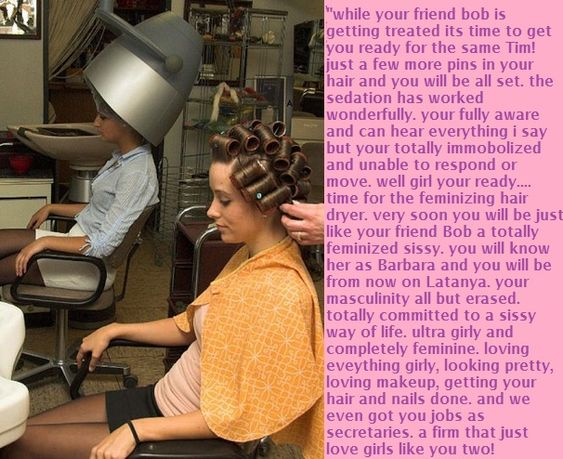 "while your friend bob is
getting treated its time to get
you ready for the same Tim!
just a few more pins in your
hair and you will be all set. the
sedation has worked
wonderfully. your fully aware
and can hear everything i say
but your totally immobolized
and unable to respond or
move. well girl your ready....
time for the feminizing hair
dryer. very soon you will be just
like your friend Bob a totally
feminized sissy. you will know
her as Barbara and you will be
from now on Latanya. your
masculinity all but erased.
totally committed to a sissy
way of life. ultra girly and
completely feminine. loving
eveything girly, looking pretty,
loving makeup, getting your
hair and nails done. and we
even got you jobs as
secretaries. a firm that just
love girls like you two!